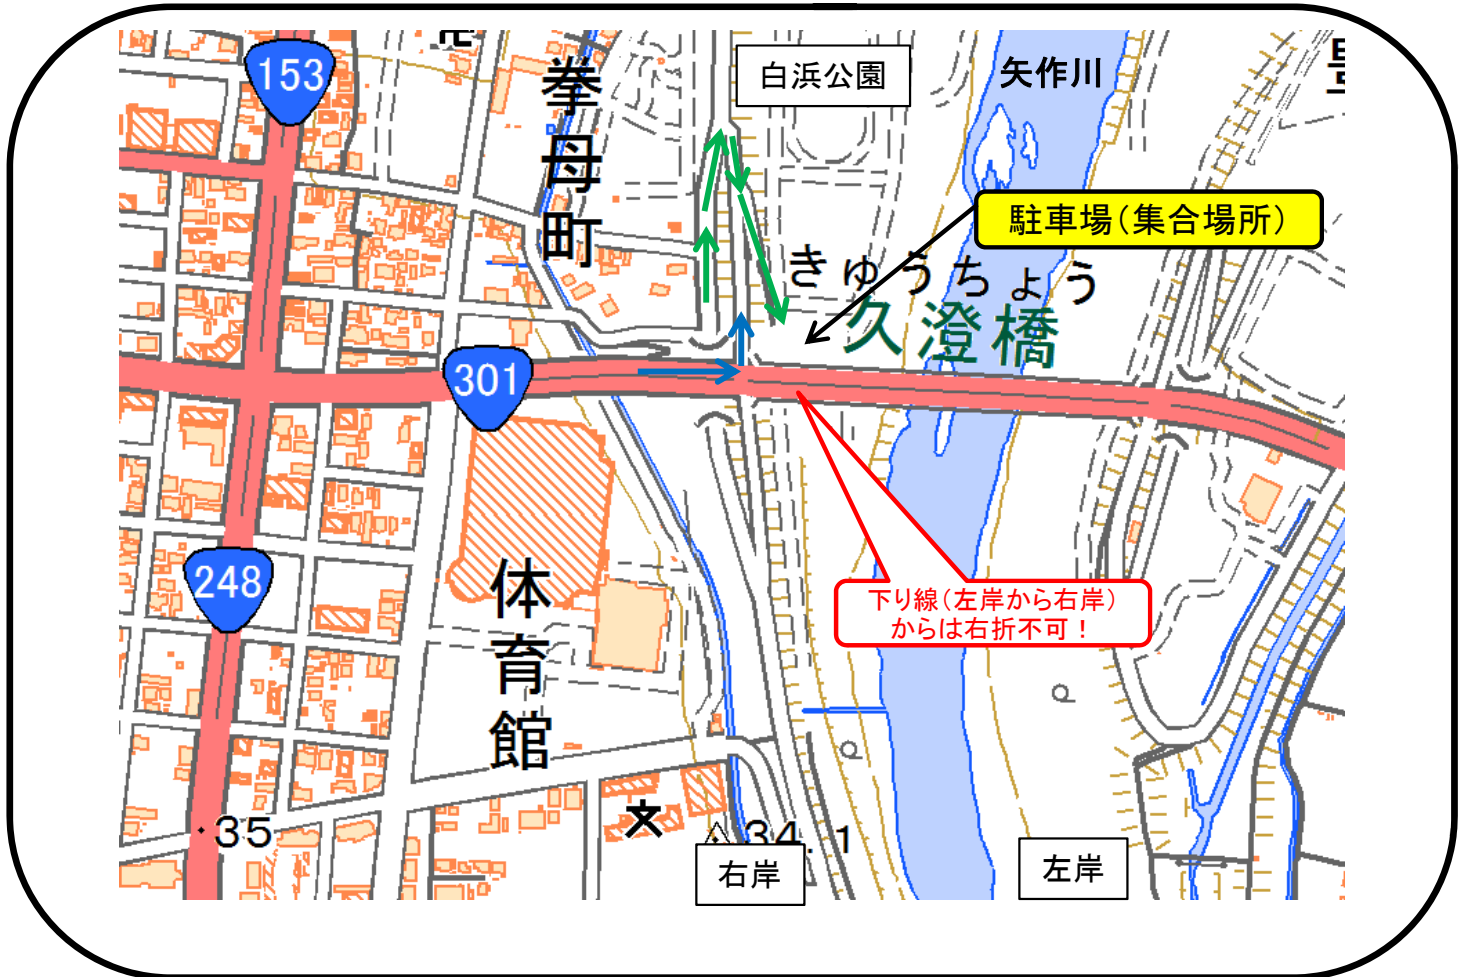 153
白浜公園
矢作川
挙母町
駐車場（集合場所）
きゅうちょう
久澄橋
301
248
下り線（左岸から右岸）
からは右折不可！
体育館
35
34.1
右岸
左岸